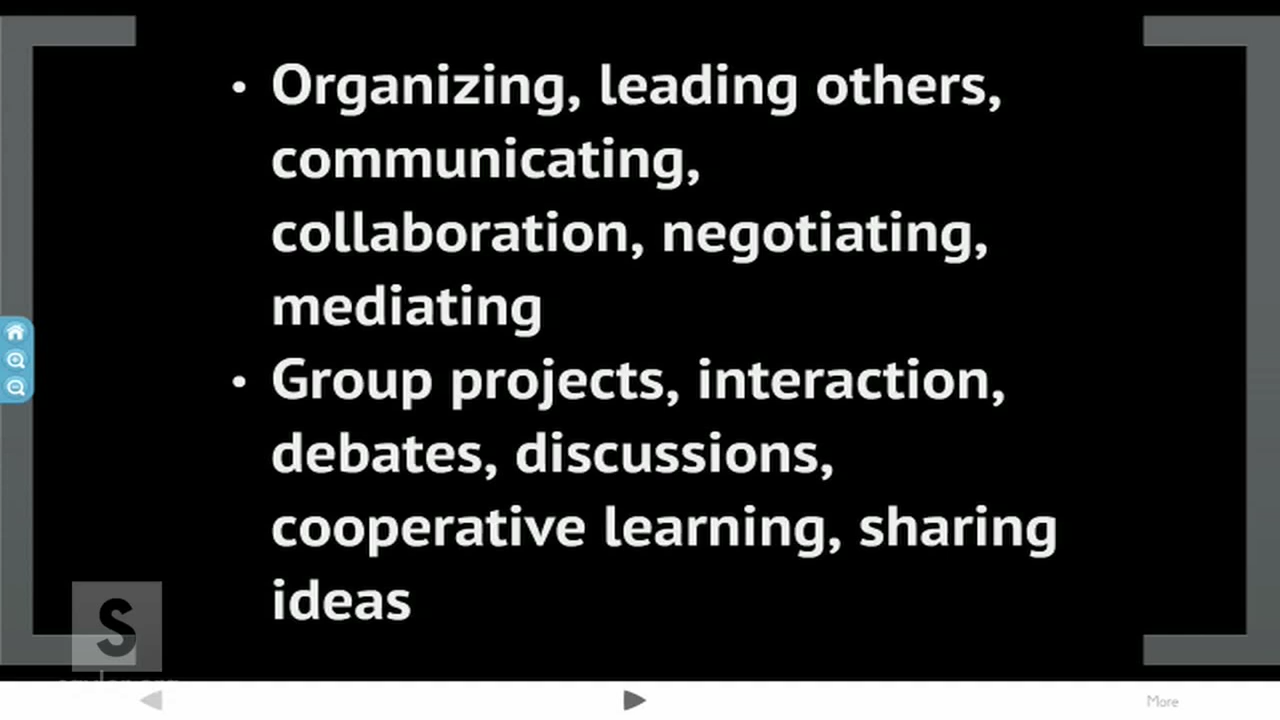 • Organizing, leading others,
communicating,
collaboration, negotiating,
mediating
• Group projects, interaction,
debates, discussions,
cooperative learning, sharing
ideas
S
More